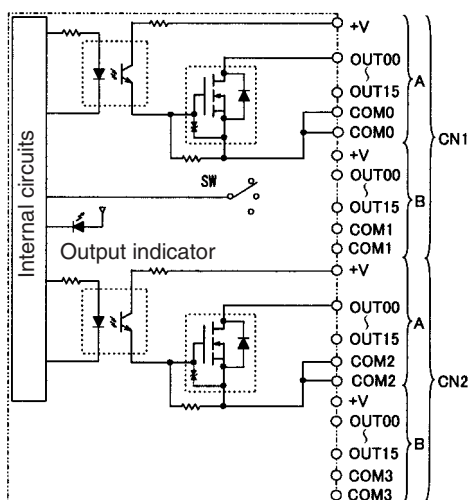 +V
OUT00
OUT15
COM0
COM0
A
CN1
+V
OUT00
OUT15
COM1
COM1
B
Internal circuits
SW
Output indicator
+V
OUT00
OUT15
COM2
COM2
A
CN2
+V
OUT00
OUT15
COM3
COM3
B